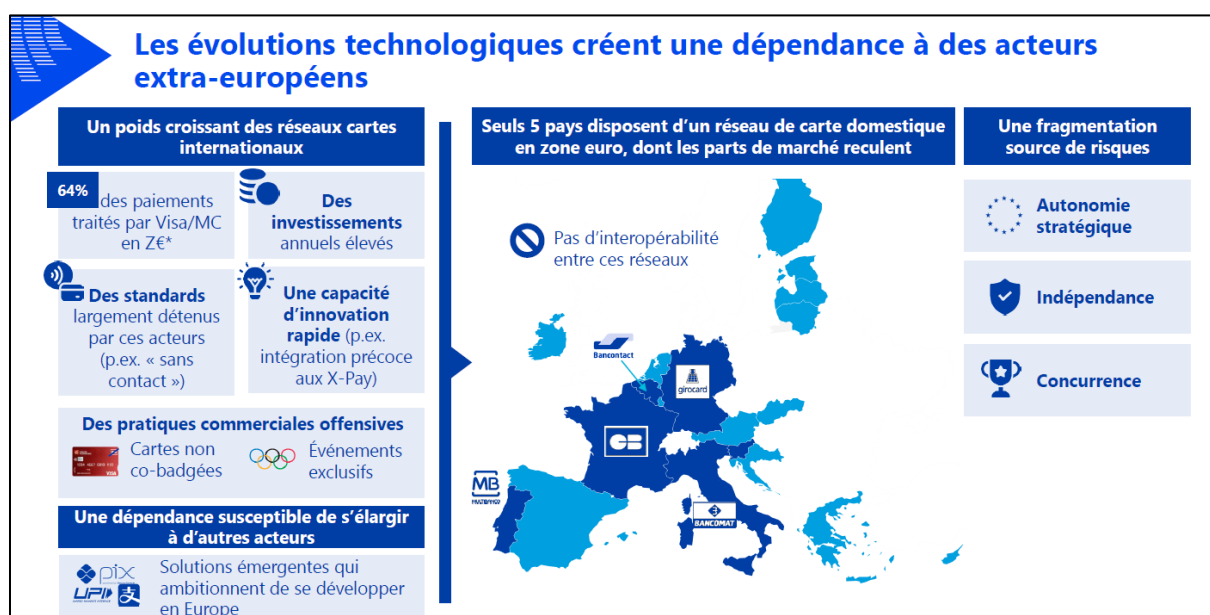 Les évolutions technologiques créent une dépendance à des acteurs
extra-européens
Un poids croissant des réseaux cartes
internationaux
64%
des paiements
traités par Visa/MC
en Z€*
Des
investissements
annuels élevés
Des standards
largement détenus
par ces acteurs
(p.ex. « sans
contact »)
Une capacité
d’innovation
rapide (p.ex.
intégration précoce
aux X-Pay)
Des pratiques commerciales offensives
Cartes non
co-badgées
VISA
Événements
exclusifs
Une dépendance susceptible de s’élargir
à d’autres acteurs
pix
UPI
支
Solutions émergentes qui
ambitionnent de se développer
en Europe
Seuls 5 pays disposent d’un réseau de carte domestique
en zone euro, dont les parts de marché reculent
Pas d’interopérabilité
entre ces réseaux
Bancontact
girocard
CB
MB
MULTIBANCO
BANCOMAT
Une fragmentation
source de risques
Autonomie
stratégique
Indépendance
Concurrence